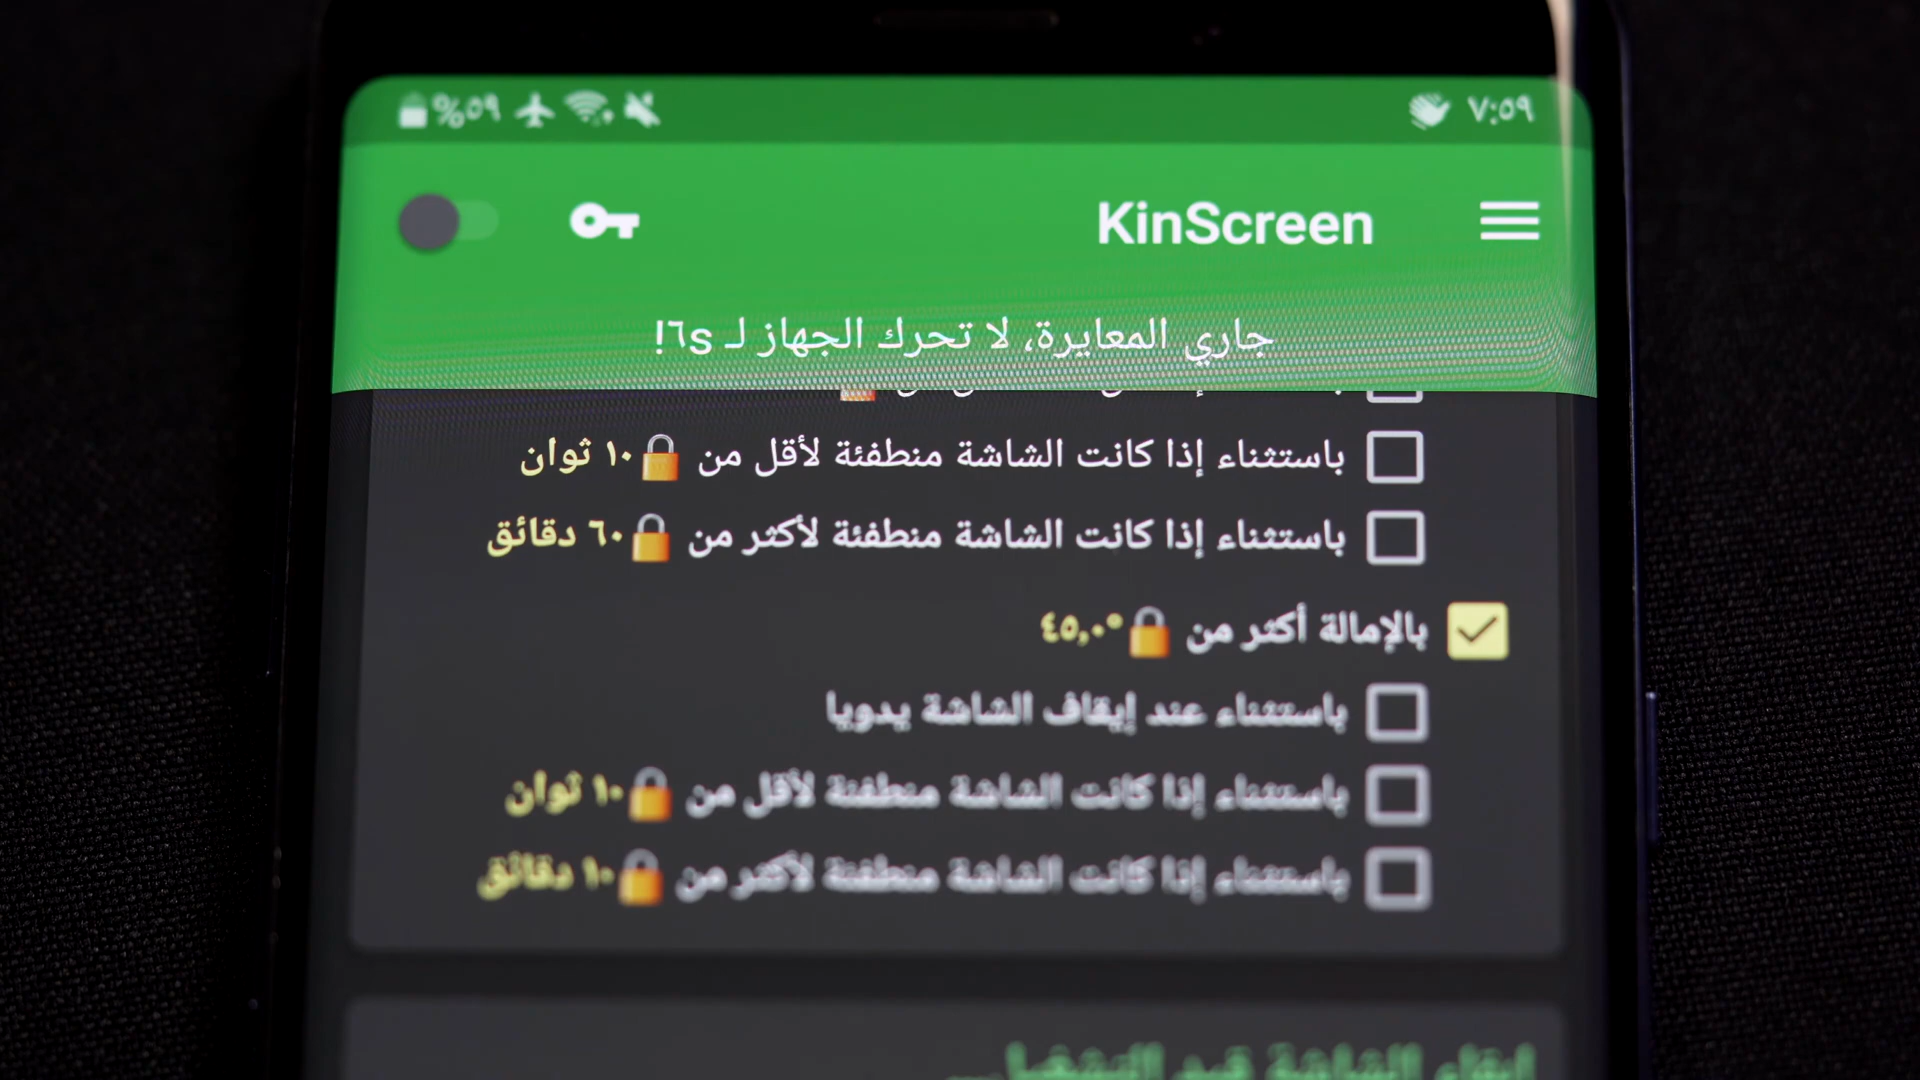 ٧:٥٩ %٥٩
KinScreen
جاري المعايرة، لا تحرك الجهاز لـ ٦s!
باستثناء إذا كانت الشاشة منطفئة لأقل من 🔒١٠ ثوان
باستثناء إذا كانت الشاشة منطفئة لأكثر من 🔒٦٠ دقائق
بالإمالة أكثر من 🔒٤٥,٠°
باستثناء عند إيقاف الشاشة يدويا
باستثناء إذا كانت الشاشة منطفئة لأقل من 🔒١٠ ثوان
باستثناء إذا كانت الشاشة منطفئة لأكثر من 🔒١٠ دقائق
إبقاء الشاشة قيد